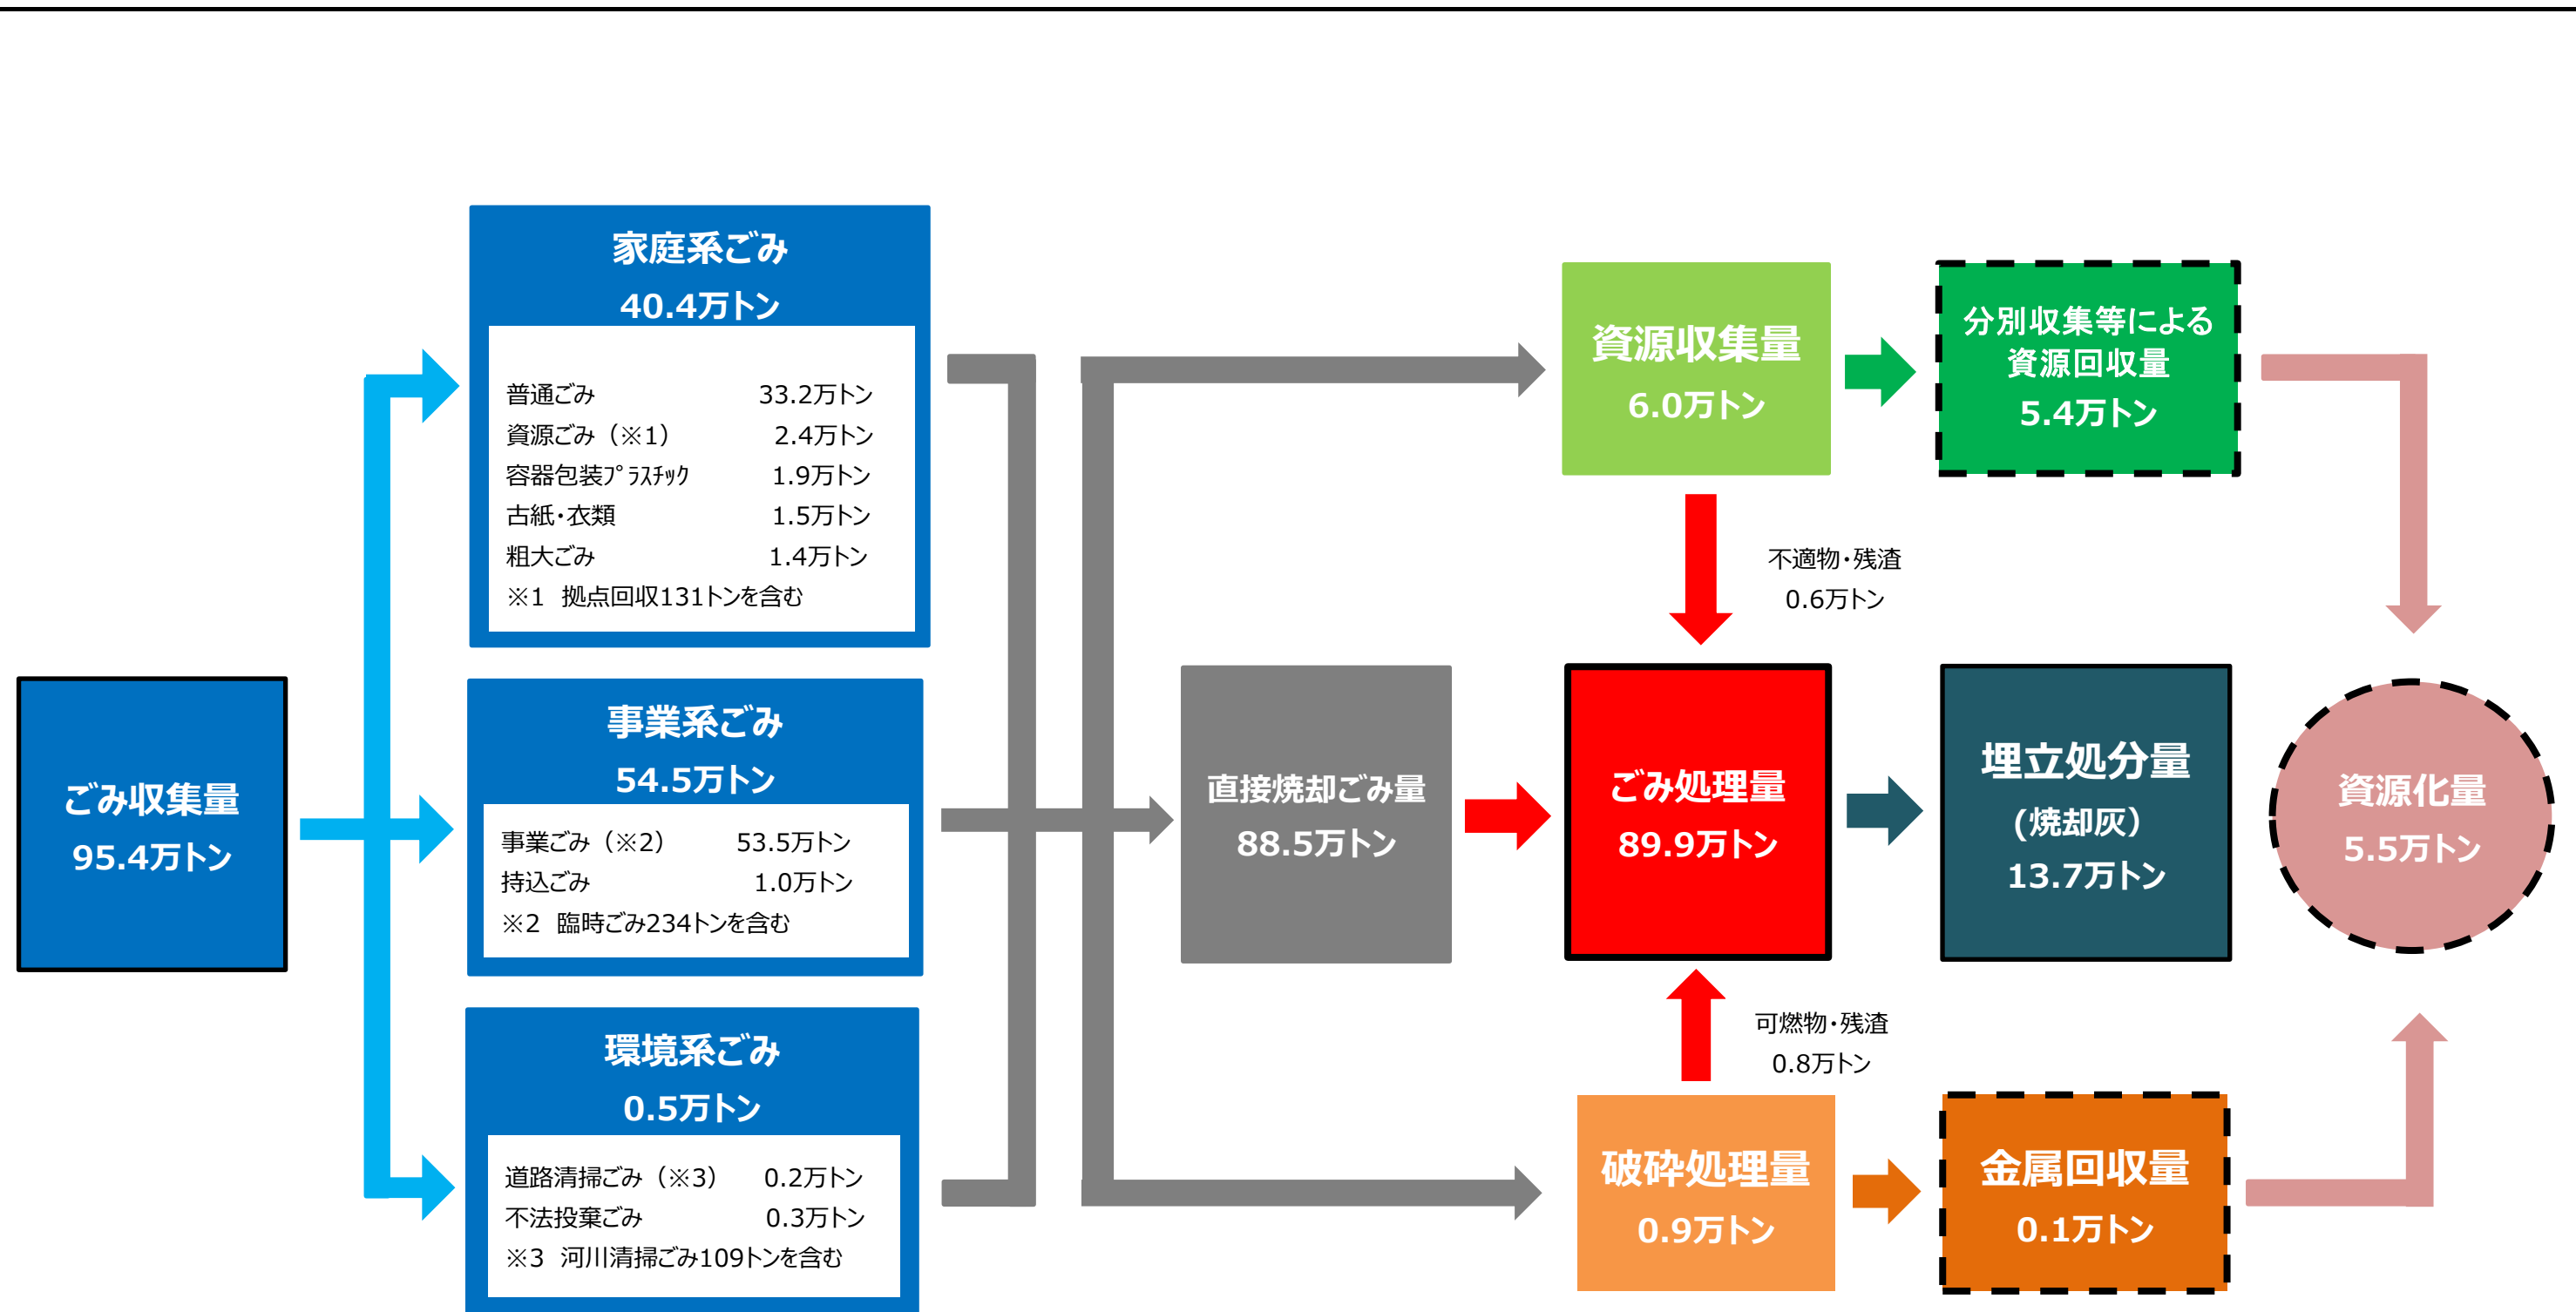 ごみ収集量
95.4万トン
家庭系ごみ
40.4万トン
普通ごみ 33.2万トン
資源ごみ（※1） 2.4万トン
容器包装ﾌﾟﾗｽﾁｯｸ 1.9万トン
古紙・衣類 1.5万トン
粗大ごみ 1.4万トン
※1 拠点回収131トンを含む
事業系ごみ
54.5万トン
事業ごみ（※2） 53.5万トン
持込ごみ 1.0万トン
※2 臨時ごみ234トンを含む
環境系ごみ
0.5万トン
道路清掃ごみ（※3） 0.2万トン
不法投棄ごみ 0.3万トン
※3 河川清掃ごみ109トンを含む
直接焼却ごみ量
88.5万トン
資源収集量
6.0万トン
不適物・残渣
0.6万トン
ごみ処理量
89.9万トン
可燃物・残渣
0.8万トン
破砕処理量
0.9万トン
分別収集等による
資源回収量
5.4万トン
埋立処分量
(焼却灰）
13.7万トン
金属回収量
0.1万トン
資源化量
5.5万トン